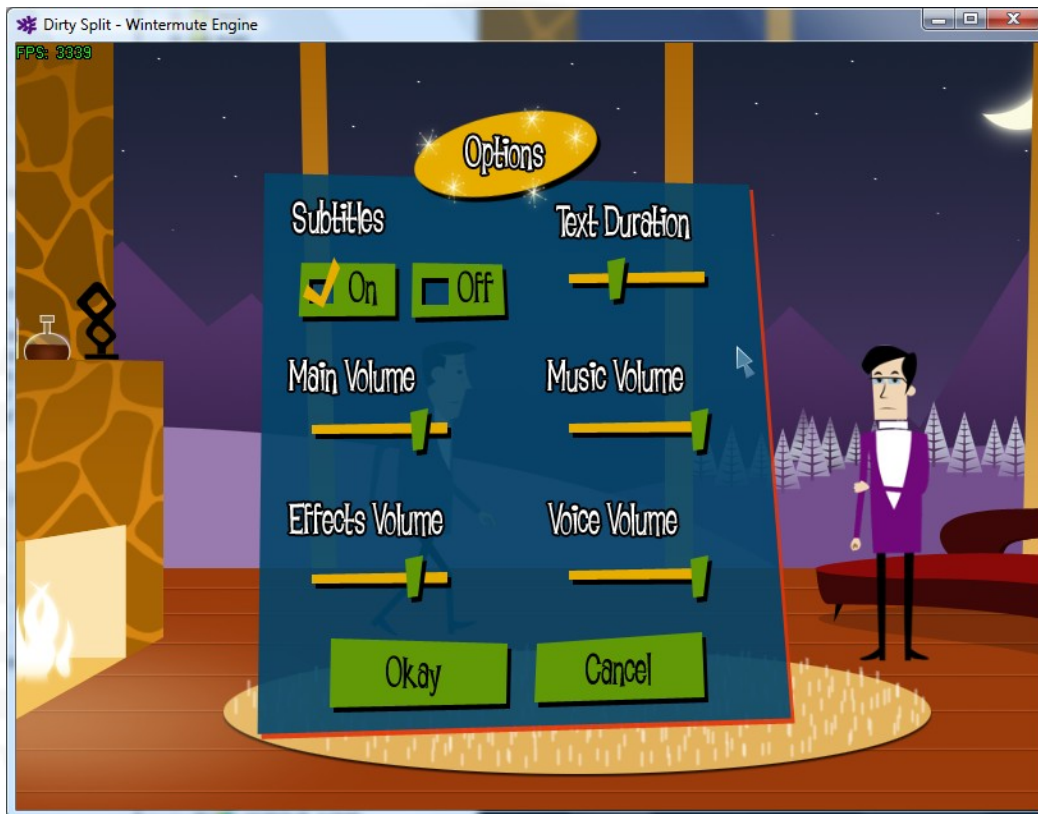 Dirty Split - Wintermute Engine
FPS: 3339
Options
Subtitles
Text Duration
On
Off
Main Volume
Music Volume
Effects Volume
Voice Volume
Okay
Cancel